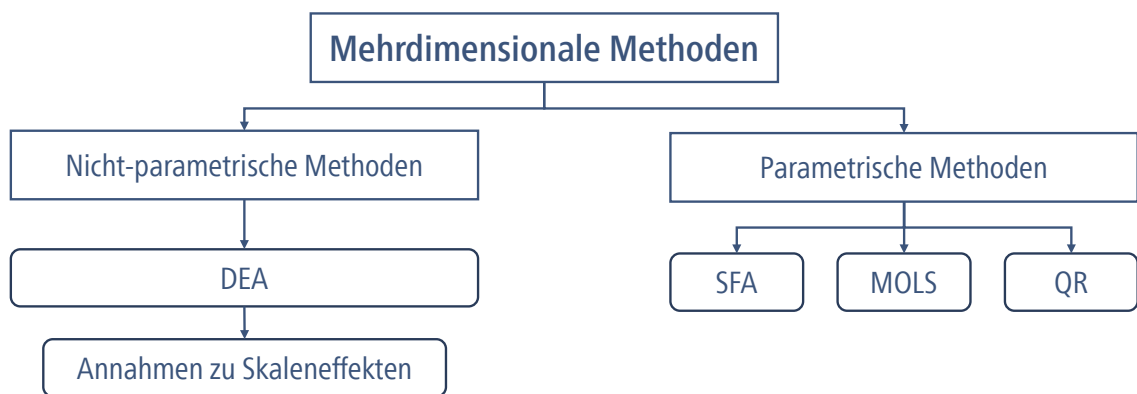 Mehrdimensionale Methoden
Nicht-parametrische Methoden
Parametrische Methoden
DEA
SFA
MOLS
QR
Annahmen zu Skaleneffekten